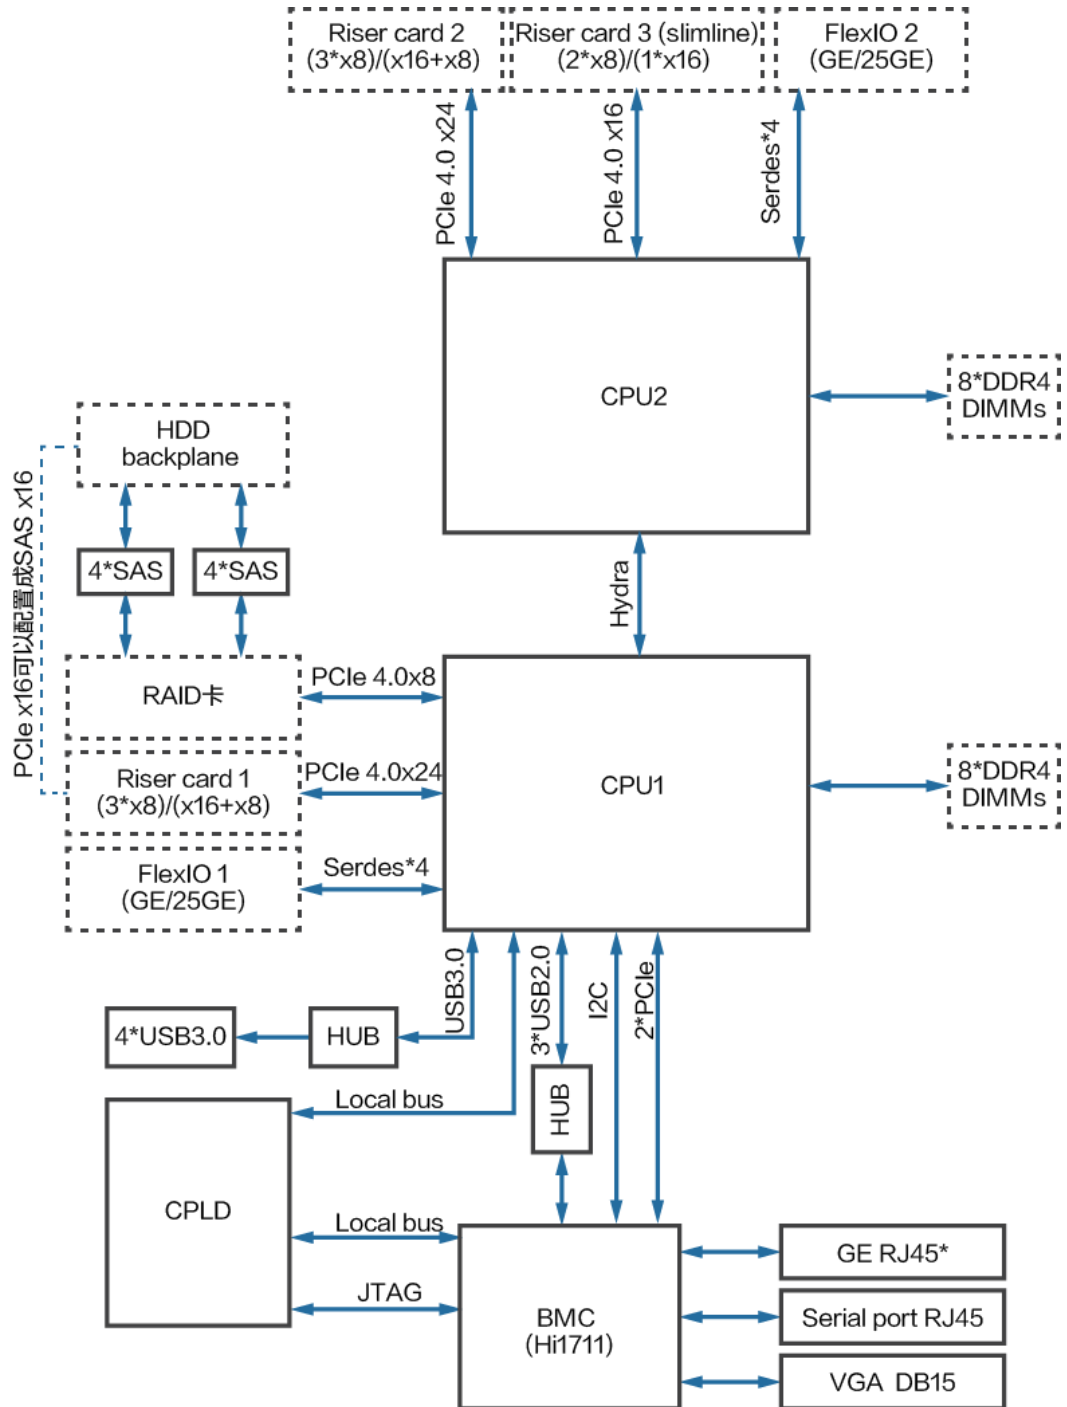 Riser card 2
(3*x8)/(x16+x8)
Riser card 3 (slimline)
(2*x8)/(1*x16)
FlexIO 2
(GE/25GE)
PCIe 4.0 x24
PCIe 4.0 x16
Serdes*4
CPU2
8*DDR4
DIMMs
HDD
backplane
PCIe x16可以配置成SAS x16
4*SAS
4*SAS
Hydra
RAID卡
PCIe 4.0x8
CPU1
8*DDR4
DIMMs
Riser card 1
(3*x8)/(x16+x8)
PCIe 4.0x24
FlexIO 1
(GE/25GE)
Serdes*4
USB3.0
3*USB2.0
I2C
2*PCIe
4*USB3.0
HUB
HUB
Local bus
CPLD
Local bus
JTAG
BMC
(Hi1711)
GE RJ45*
Serial port RJ45
VGA DB15